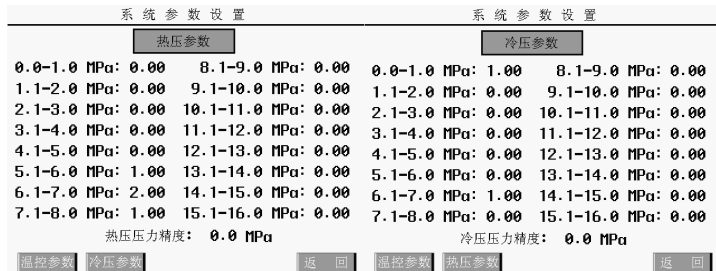 系统参数设置
热压参数
0.0-1.0 MPa: 0.00 8.1-9.0 MPa: 0.00
1.1-2.0 MPa: 0.00 9.1-10.0 MPa: 0.00
2.1-3.0 MPa: 0.00 10.1-11.0 MPa: 0.00
3.1-4.0 MPa: 0.00 11.1-12.0 MPa: 0.00
4.1-5.0 MPa: 0.00 12.1-13.0 MPa: 0.00
5.1-6.0 MPa: 1.00 13.1-14.0 MPa: 0.00
6.1-7.0 MPa: 2.00 14.1-15.0 MPa: 0.00
7.1-8.0 MPa: 1.00 15.1-16.0 MPa: 0.00
热压压力精度: 0.0 MPa
温控参数 冷压参数 返 回
系统参数设置
冷压参数
0.0-1.0 MPa: 1.00 8.1-9.0 MPa: 0.00
1.1-2.0 MPa: 0.00 9.1-10.0 MPa: 0.00
2.1-3.0 MPa: 0.00 10.1-11.0 MPa: 0.00
3.1-4.0 MPa: 0.00 11.1-12.0 MPa: 0.00
4.1-5.0 MPa: 0.00 12.1-13.0 MPa: 0.00
5.1-6.0 MPa: 0.00 13.1-14.0 MPa: 0.00
6.1-7.0 MPa: 1.00 14.1-15.0 MPa: 0.00
7.1-8.0 MPa: 0.00 15.1-16.0 MPa: 0.00
冷压压力精度: 0.0 MPa
温控参数 热压参数 返 回